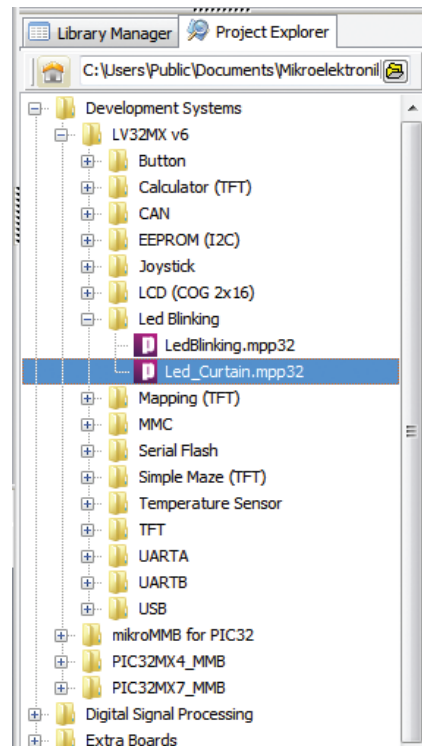 Library Manager Project Explorer
C:\Users\Public\Documents\Mikroelektronil
Development Systems
LV32MX v6
Button
Calculator (TFT)
CAN
EEPROM (I2C)
Joystick
LCD (COG 2x16)
Led Blinking
LedBlinking.mpp32
Led_Curtain.mpp32
Mapping (TFT)
MMC
Serial Flash
Simple Maze (TFT)
Temperature Sensor
TFT
UARTA
UARTB
USB
mikroMMB for PIC32
PIC32MX4_MMB
PIC32MX7_MMB
Digital Signal Processing
Extra Boards